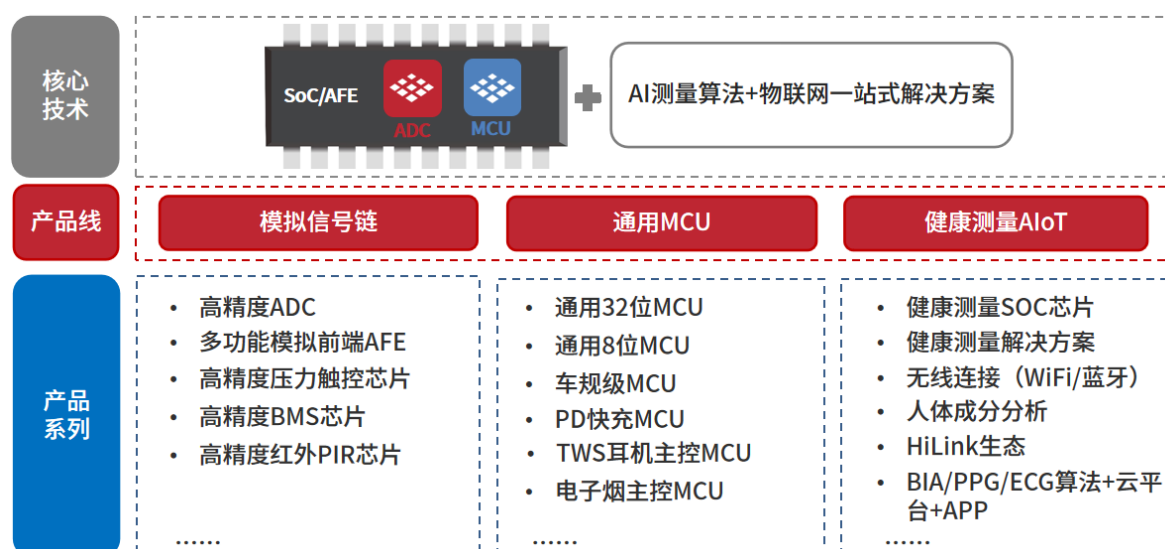 核心
技术
SoC/AFE
ADC
MCU
AI测量算法+物联网一站式解决方案
产品线
模拟信号链
通用MCU
健康测量AIoT
产品
系列
• 高精度ADC
• 多功能模拟前端AFE
• 高精度压力触控芯片
• 高精度BMS芯片
• 高精度红外PIR芯片
......
• 通用32位MCU
• 通用8位MCU
• 车规级MCU
• PD快充MCU
• TWS耳机主控MCU
• 电子烟主控MCU
......
• 健康测量SOC芯片
• 健康测量解决方案
• 无线连接（WiFi/蓝牙）
• 人体成分分析
• HiLink生态
• BIA/PPG/ECG算法+云平
台+APP
......